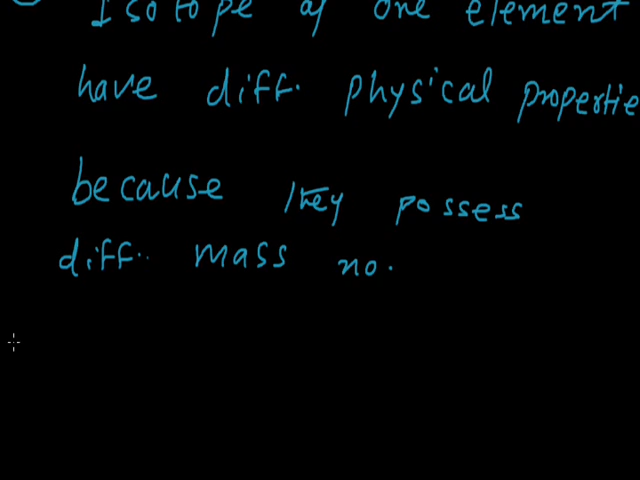 Isotope of one element
have diff. physical propertie
because they possess
diff. mass no.